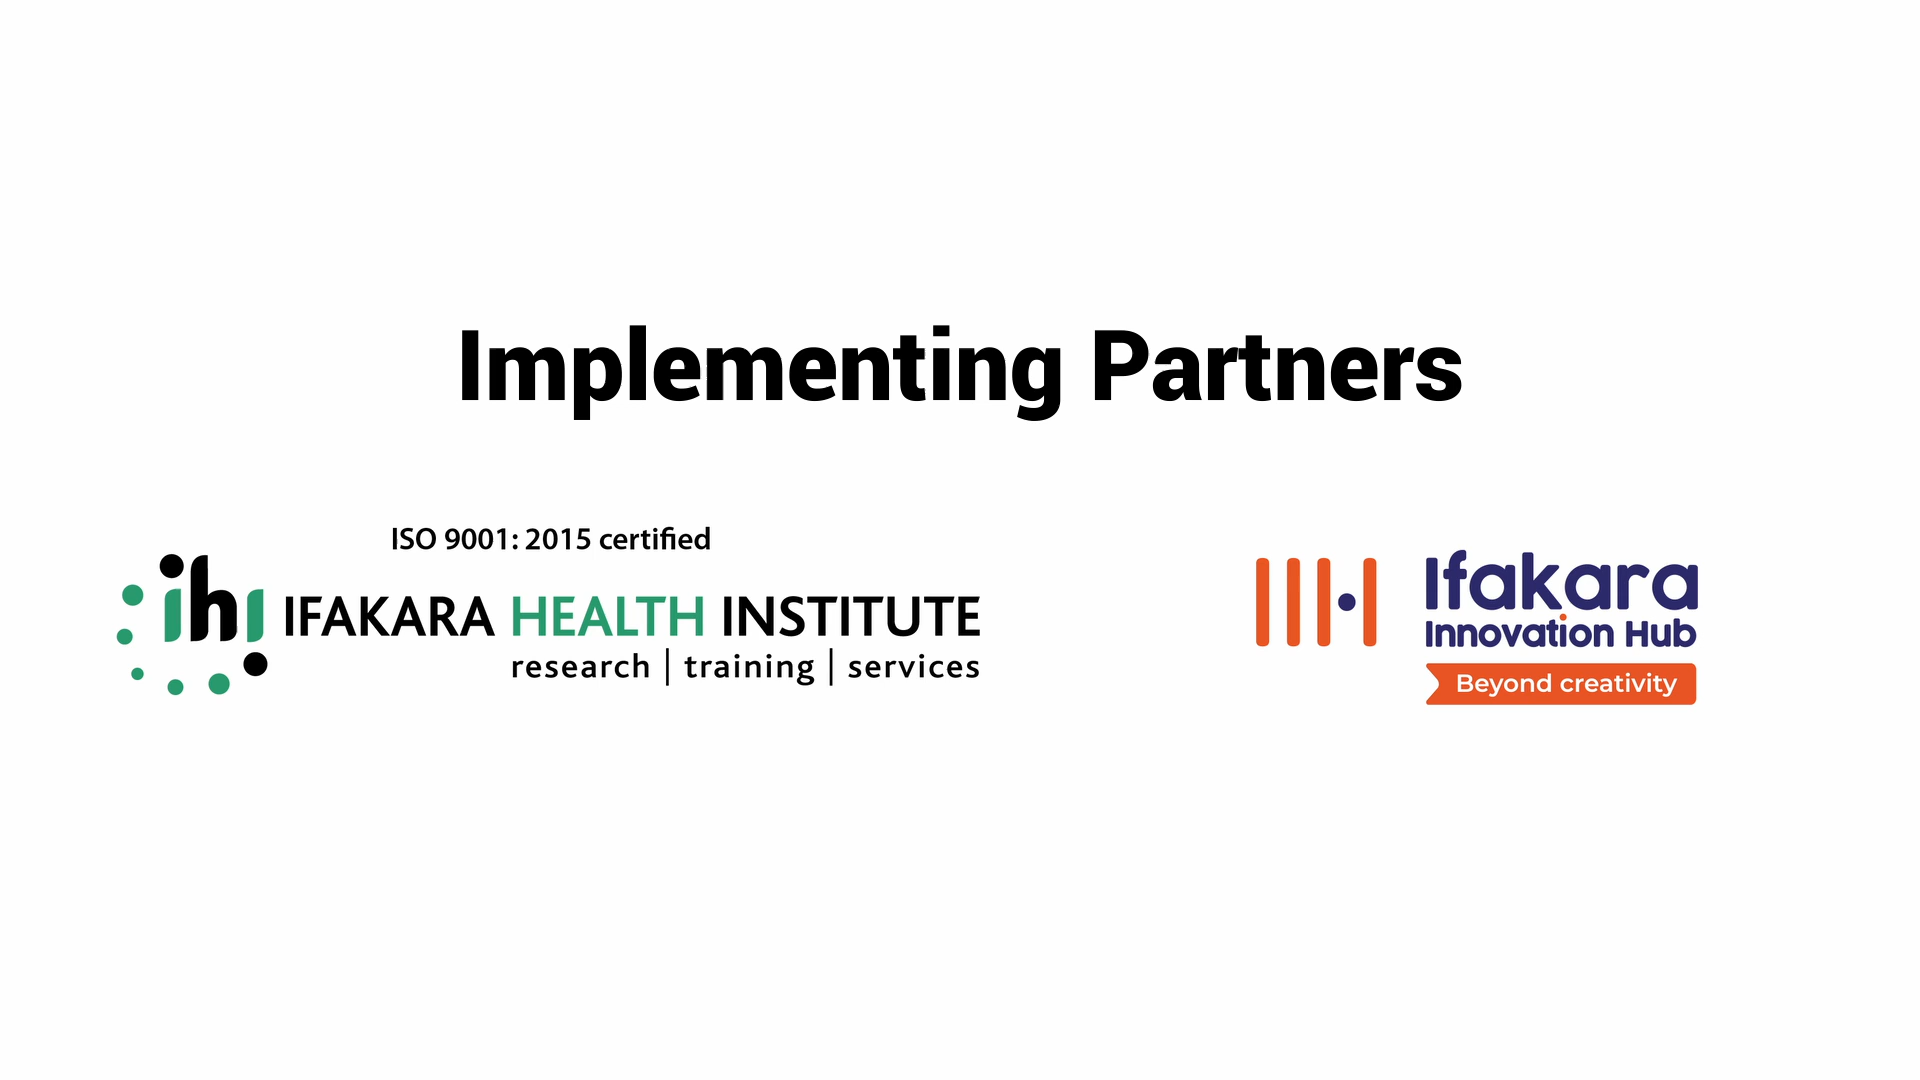 Implementing Partners
ISO 9001: 2015 certified
ihi IFAKARA HEALTH INSTITUTE
research | training | services
Ifakara
Innovation Hub
Beyond creativity